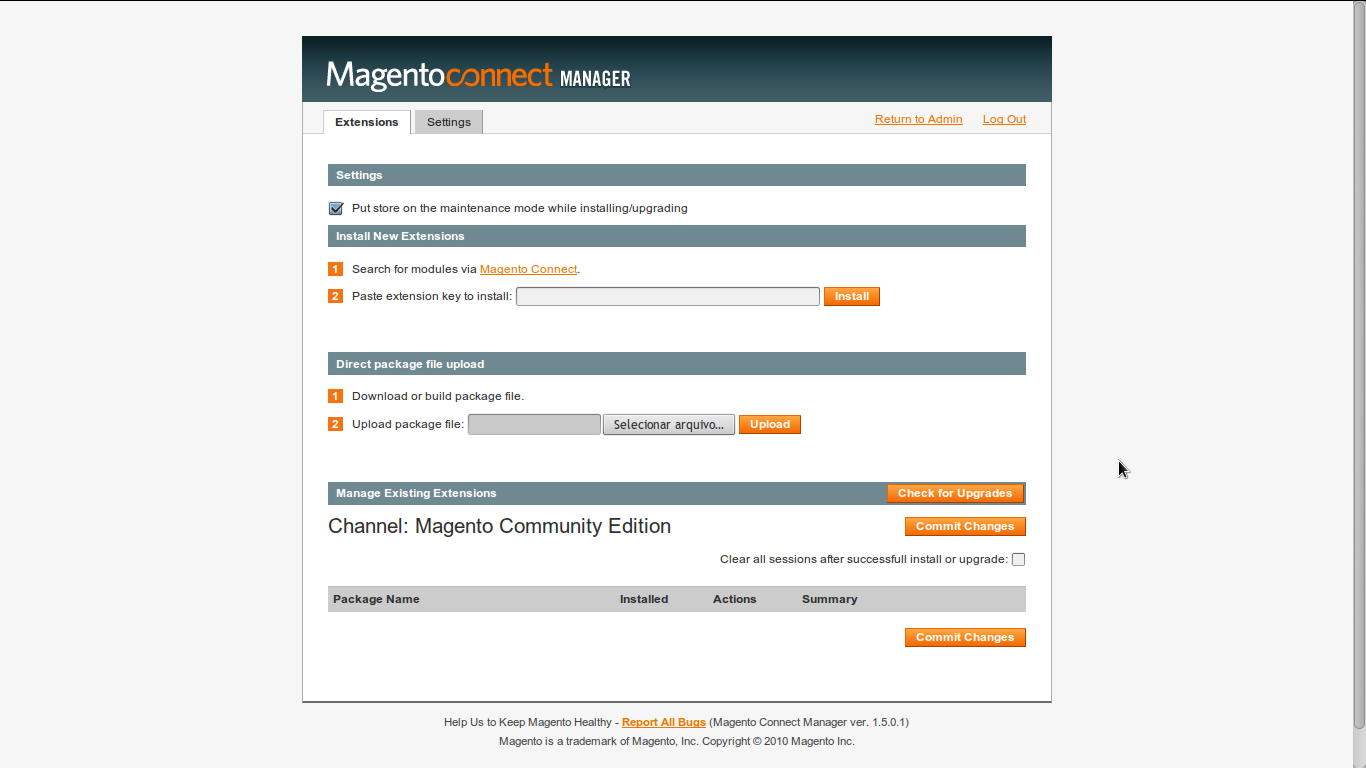 Magentoconnect MANAGER
Extensions Settings Return to Admin Log Out
Settings
Put store on the maintenance mode while installing/upgrading
Install New Extensions
1 Search for modules via Magento Connect.
2 Paste extension key to install: Install
Direct package file upload
1 Download or build package file.
2 Upload package file: Selecionar arquivo... Upload
Manage Existing Extensions Check for Upgrades
Channel: Magento Community Edition Commit Changes
Clear all sessions after successfull install or upgrade:
Package Name Installed Actions Summary
Commit Changes
Help Us to Keep Magento Healthy - Report All Bugs (Magento Connect Manager ver. 1.5.0.1)
Magento is a trademark of Magento, Inc. Copyright © 2010 Magento Inc.